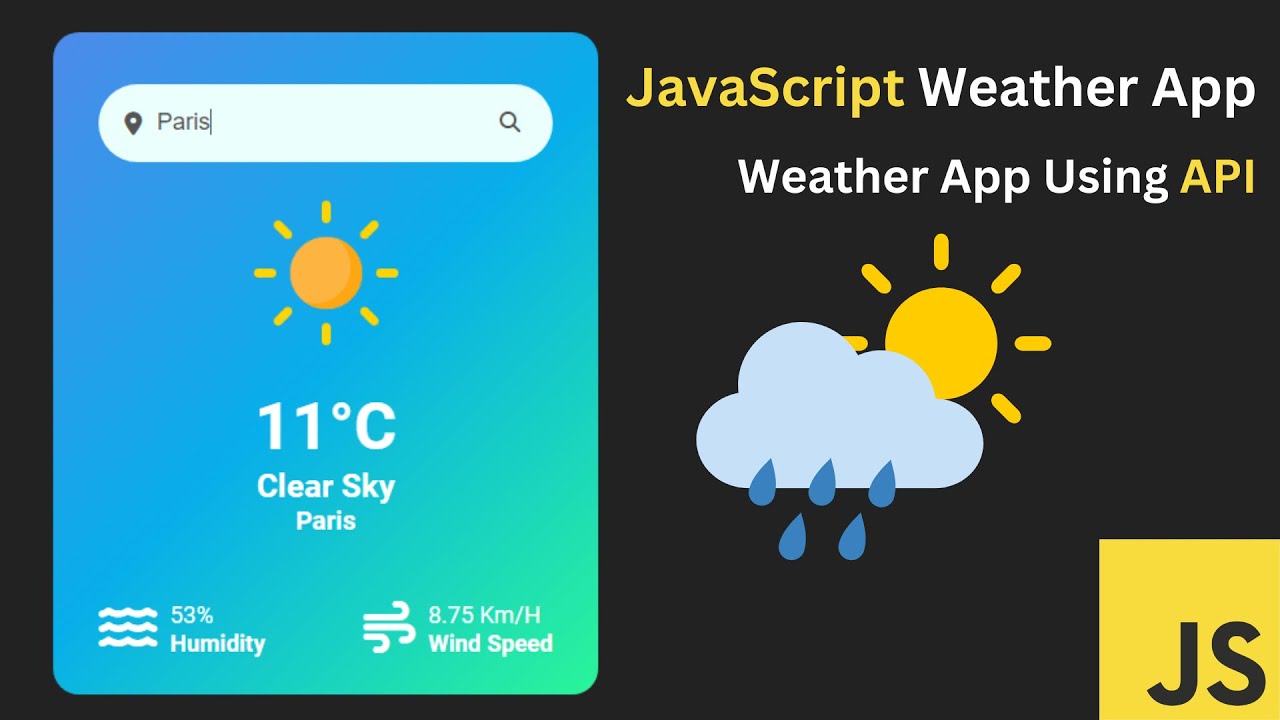 Paris
11°C
Clear Sky
Paris
53%
Humidity
8.75 Km/H
Wind Speed
JavaScript Weather App
Weather App Using API
JS